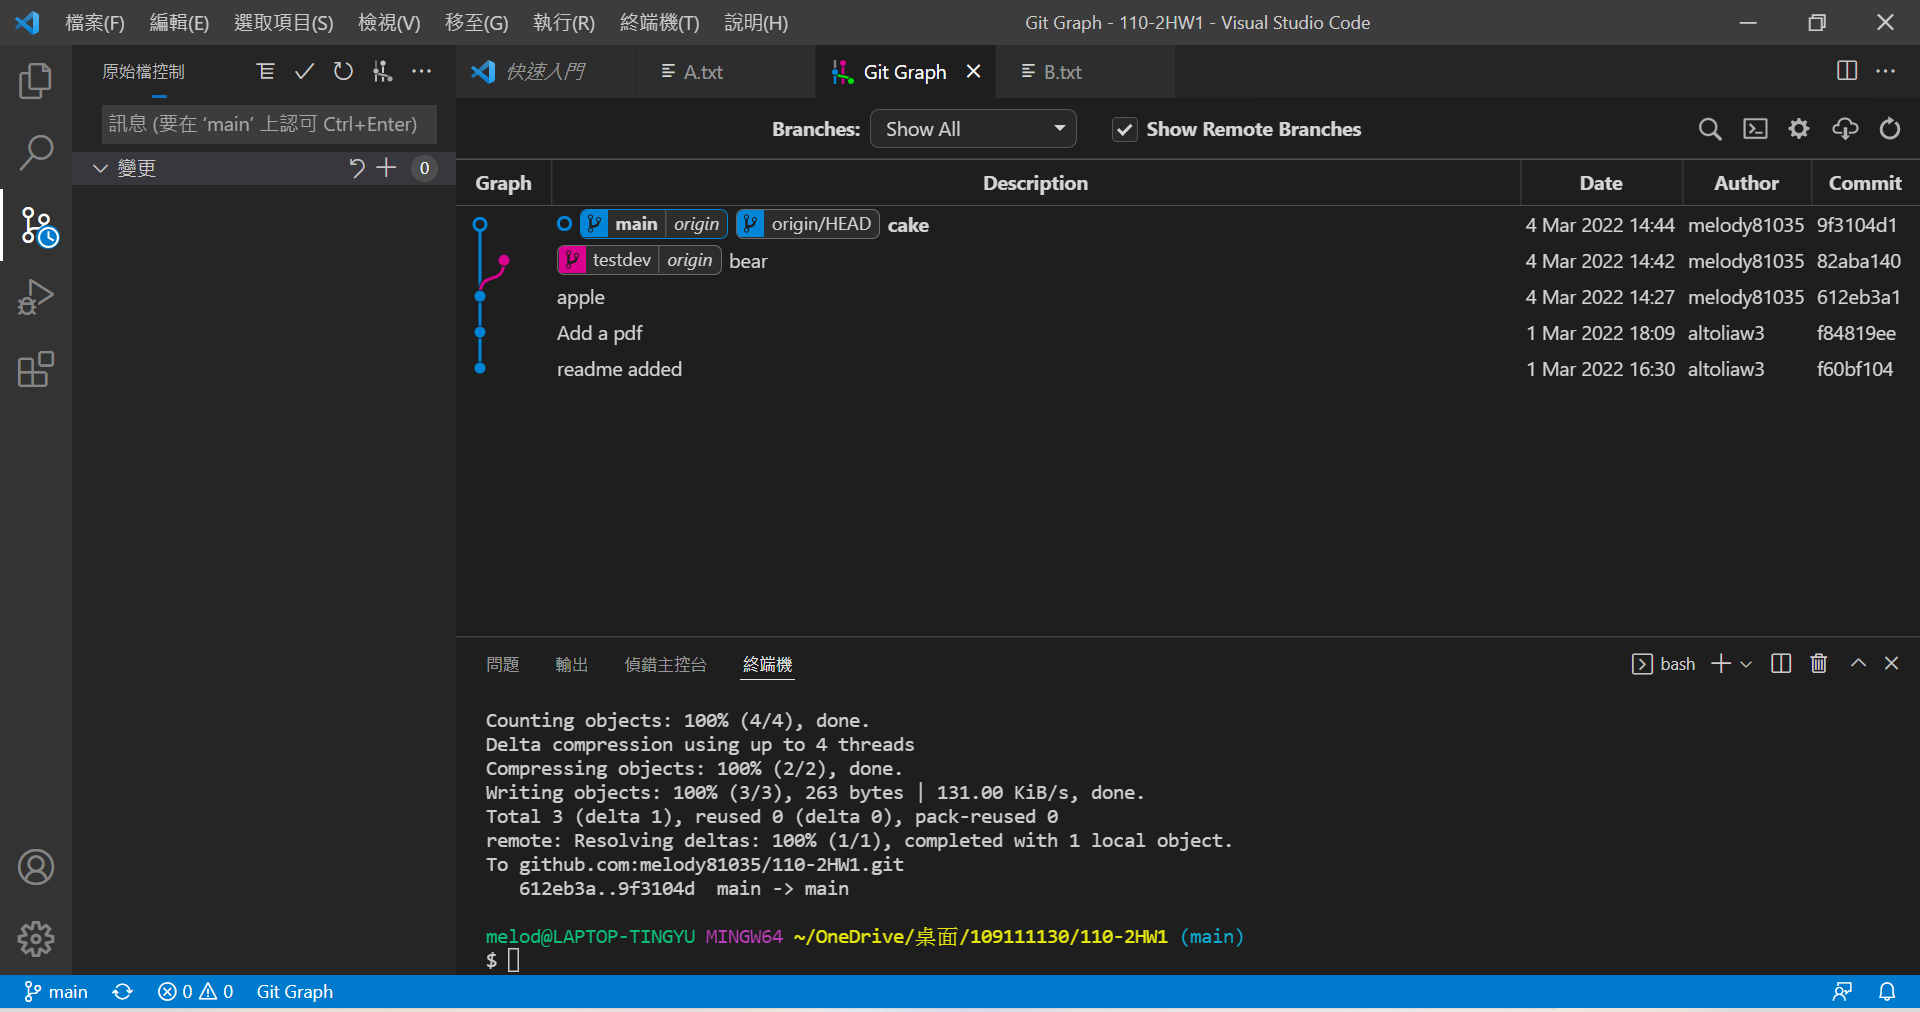 檔案(F) 編輯(E) 選取項目(S) 檢視(V) 移至(G) 執行(R) 終端機(T) 說明(H) Git Graph - 110-2HW1 - Visual Studio Code
原始檔控制
訊息 (要在 ‘main’ 上認可 Ctrl+Enter)
變更 0
快速入門 A.txt Git Graph B.txt
Branches: Show All Show Remote Branches
Graph Description Date Author Commit
main origin origin/HEAD cake 4 Mar 2022 14:44 melody81035 9f3104d1
testdev origin bear 4 Mar 2022 14:42 melody81035 82aba140
apple 4 Mar 2022 14:27 melody81035 612eb3a1
Add a pdf 1 Mar 2022 18:09 altoliaw3 f84819ee
readme added 1 Mar 2022 16:30 altoliaw3 f60bf104
問題 輸出 偵錯主控台 終端機 bash
Counting objects: 100% (4/4), done.
Delta compression using up to 4 threads
Compressing objects: 100% (2/2), done.
Writing objects: 100% (3/3), 263 bytes | 131.00 KiB/s, done.
Total 3 (delta 1), reused 0 (delta 0), pack-reused 0
remote: Resolving deltas: 100% (1/1), completed with 1 local object.
To github.com:melody81035/110-2HW1.git
612eb3a..9f3104d main -> main
melod@LAPTOP-TINGYU MINGW64 ~/OneDrive/桌面/109111130/110-2HW1 (main)
$
main 0 0 Git Graph